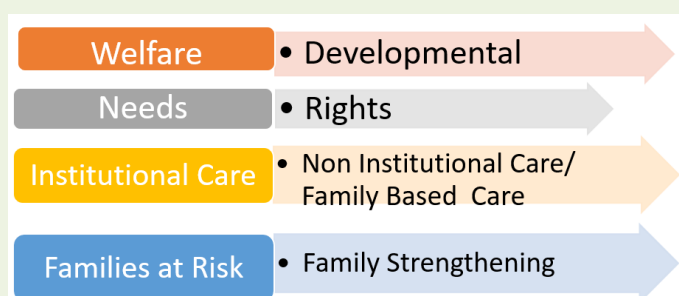 Welfare • Developmental
Needs • Rights
Institutional Care • Non Institutional Care/
Family Based Care
Families at Risk • Family Strengthening